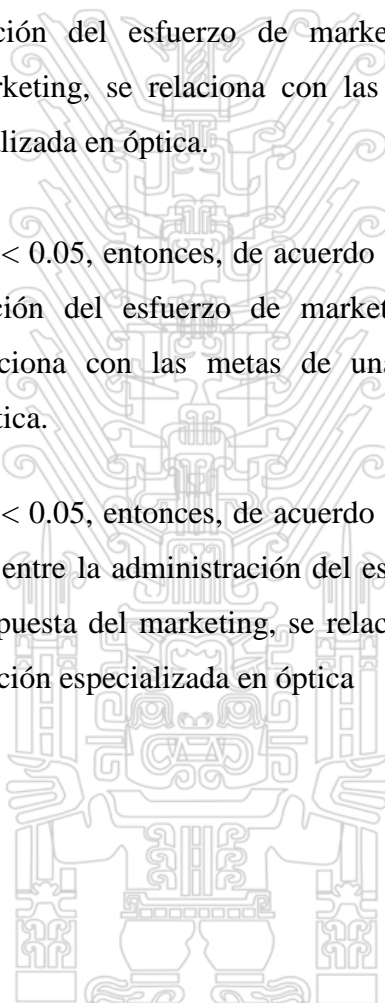 ción del esfuerzo de marke
rketing, se relaciona con las
alizada en óptica.
< 0.05, entonces, de acuerdo
ción del esfuerzo de market
ciona con las metas de una
tica.
< 0.05, entonces, de acuerdo
entre la administración del es
puesta del marketing, se relac
ción especializada en óptica